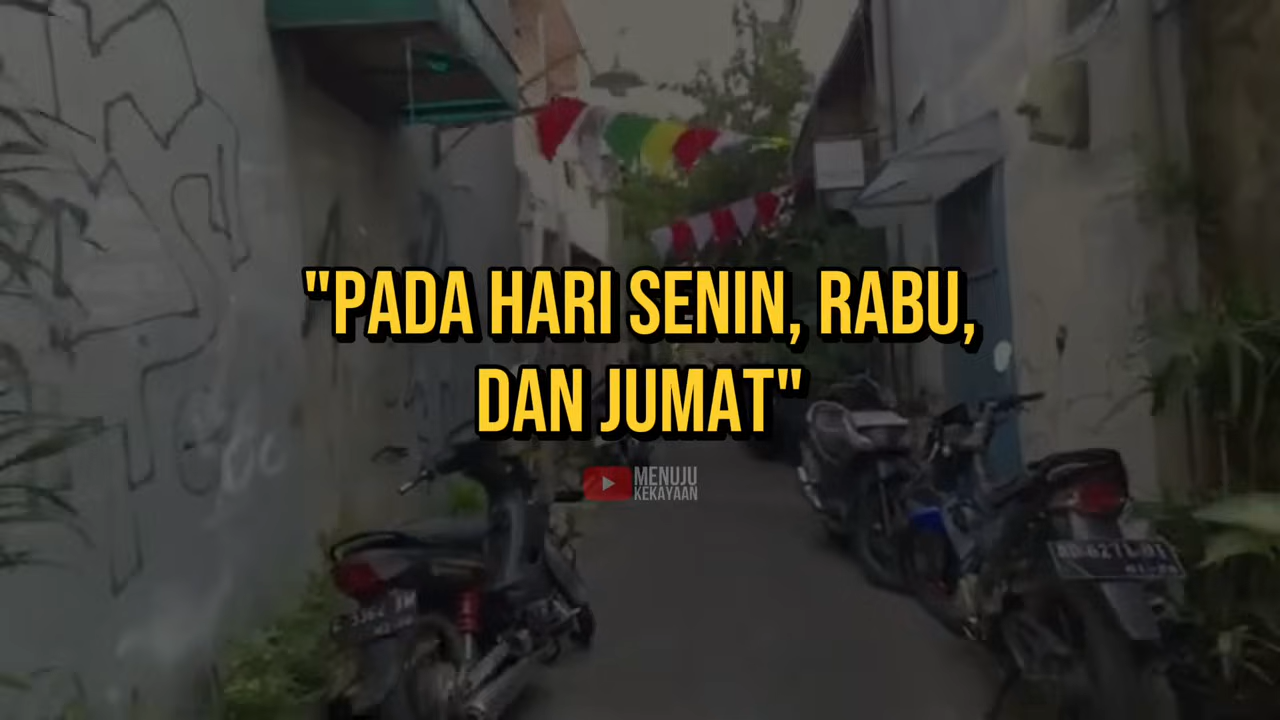 "PADA HARI SENIN, RABU,
DAN JUMAT"
MENUJU
KEKAYAAN